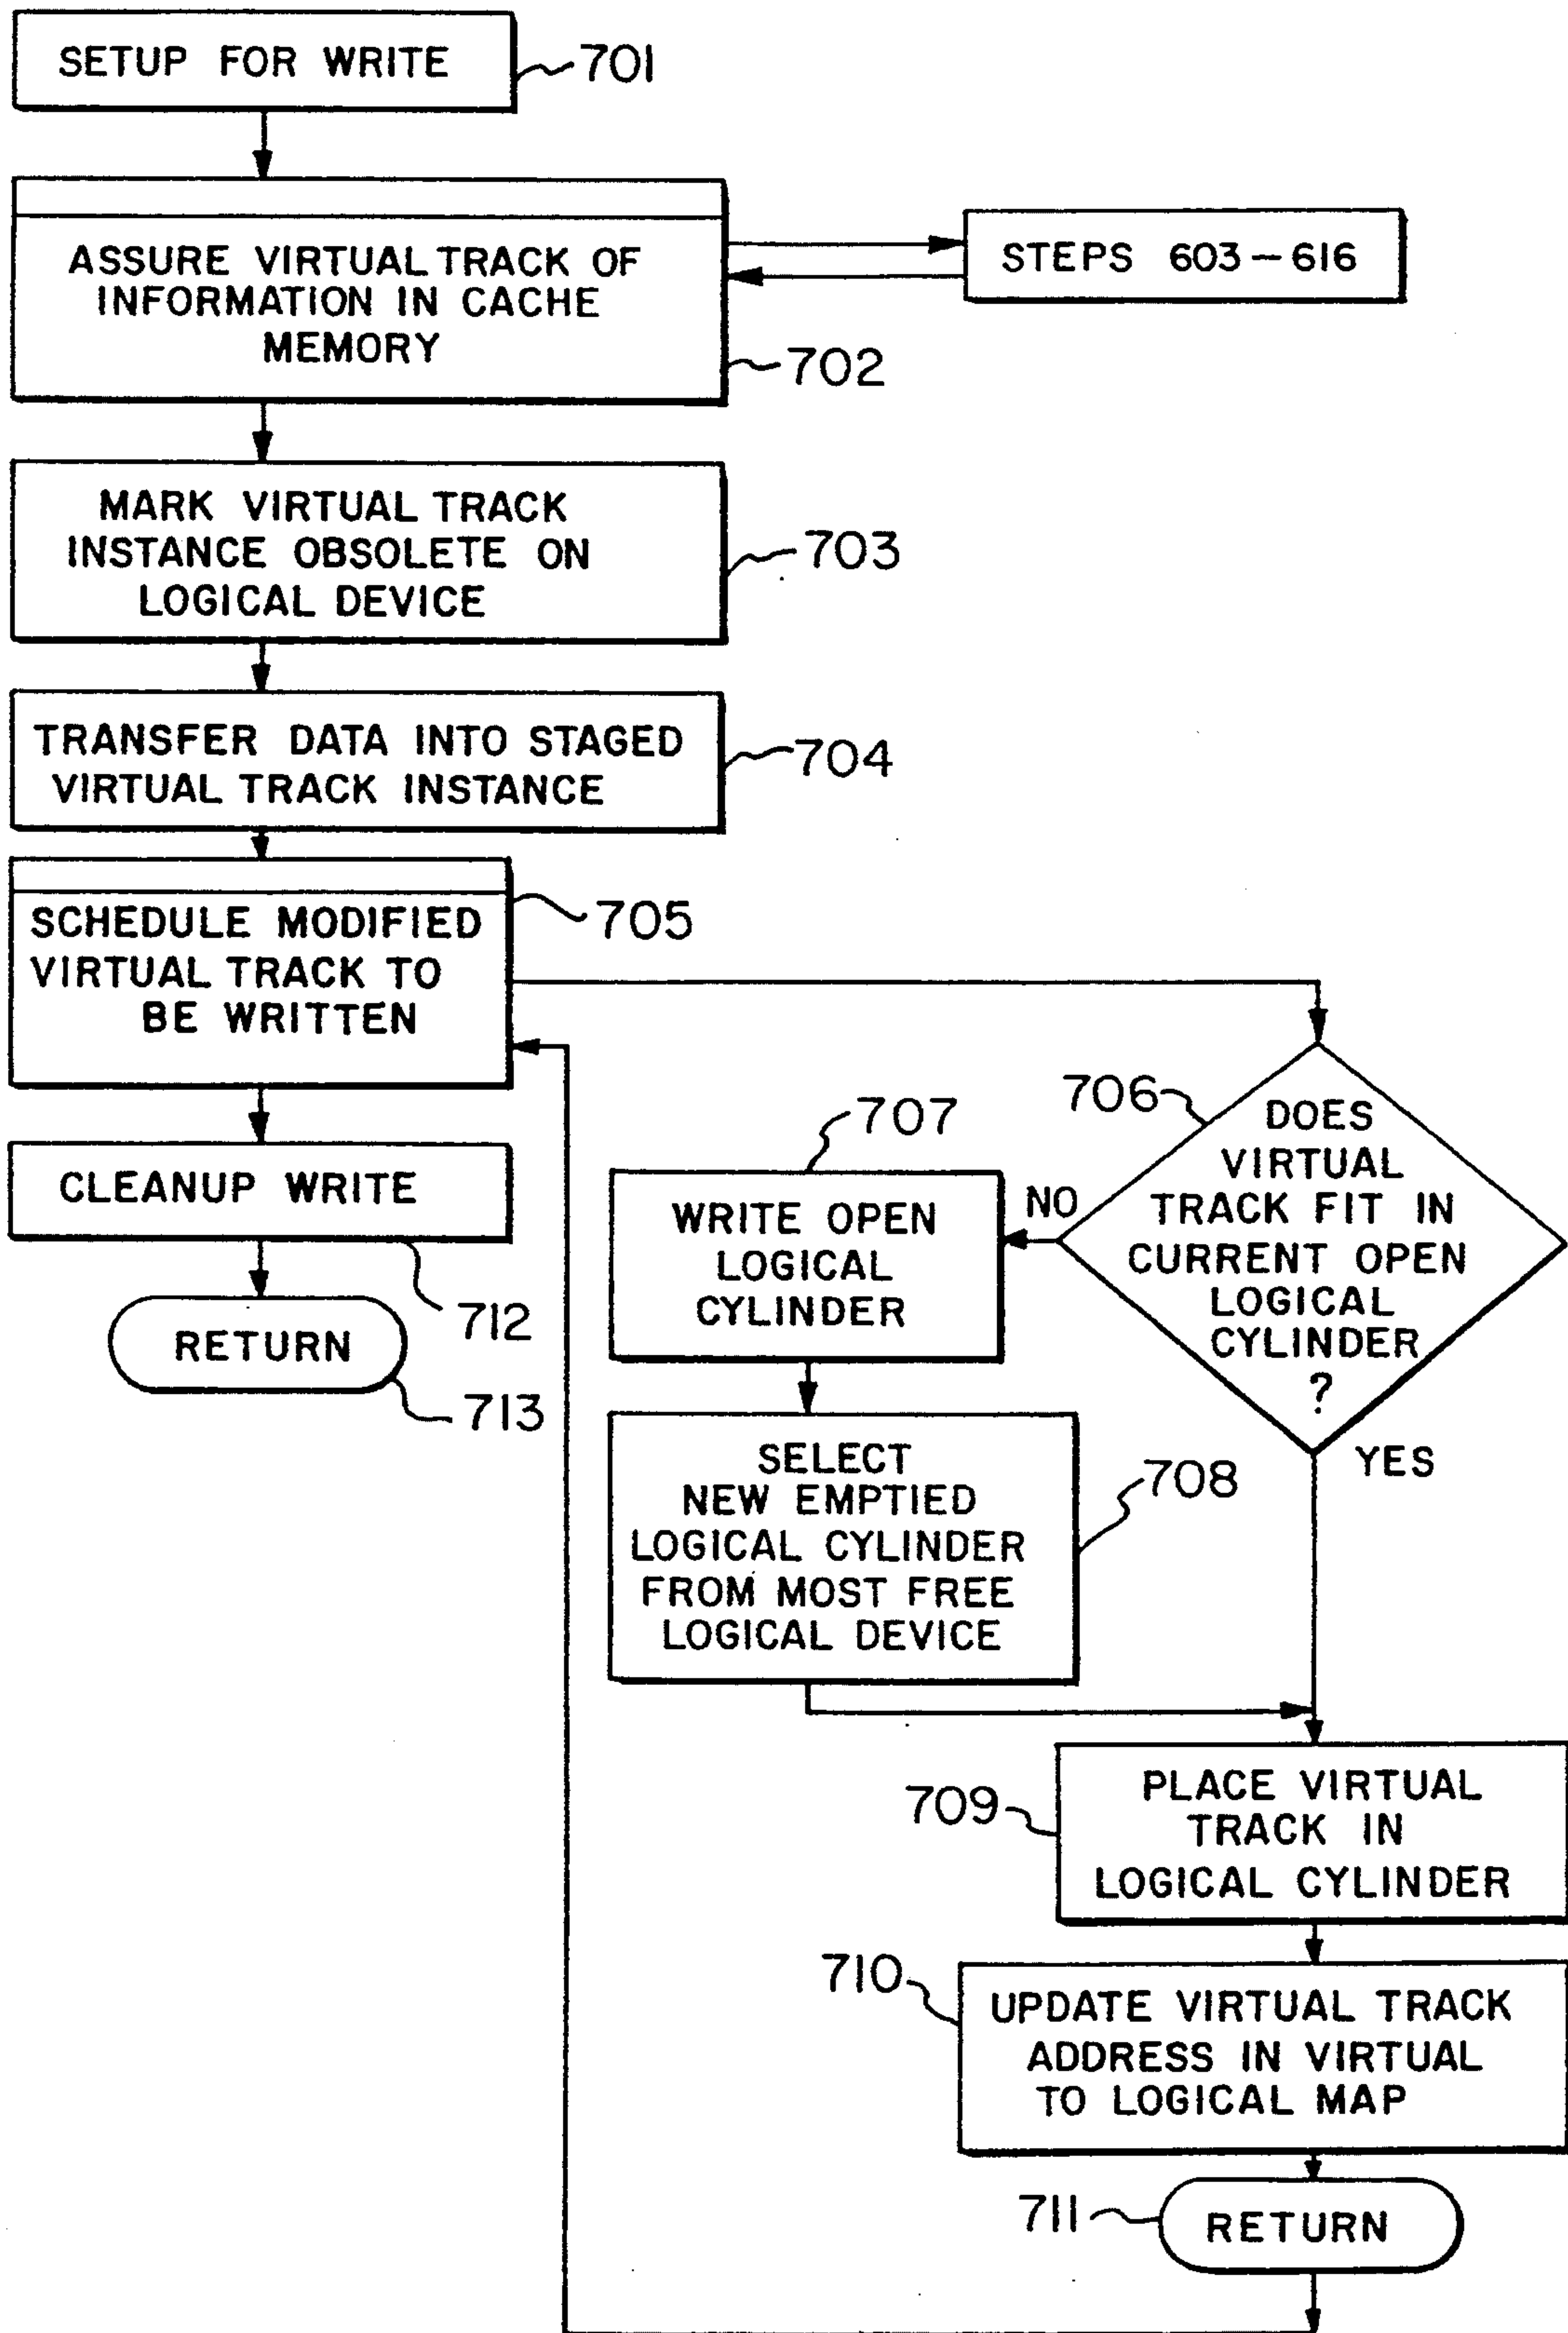 SETUP FOR WRITE
701
ASSURE VIRTUAL TRACK OF
INFORMATION IN CACHE
MEMORY
702
STEPS 603-616
MARK VIRTUAL TRACK
INSTANCE OBSOLETE ON
LOGICAL DEVICE
703
TRANSFER DATA INTO STAGED
VIRTUAL TRACK INSTANCE
704
SCHEDULE MODIFIED
VIRTUAL TRACK TO
BE WRITTEN
705
CLEANUP WRITE
712
RETURN
713
706
DOES
VIRTUAL
TRACK FIT IN
CURRENT OPEN
LOGICAL
CYLINDER
?
NO
YES
707
WRITE OPEN
LOGICAL
CYLINDER
SELECT
NEW EMPTIED
LOGICAL CYLINDER
FROM MOST FREE
LOGICAL DEVICE
708
709
PLACE VIRTUAL
TRACK IN
LOGICAL CYLINDER
710
UPDATE VIRTUAL TRACK
ADDRESS IN VIRTUAL
TO LOGICAL MAP
711
RETURN